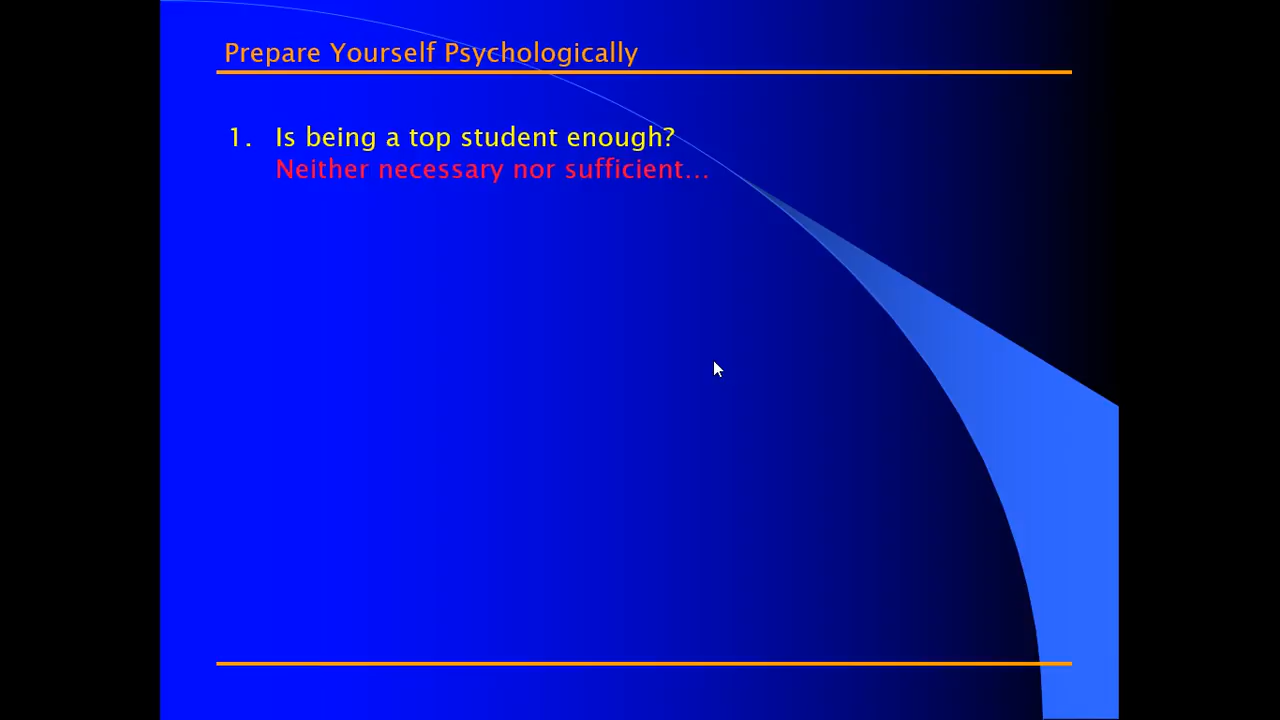 Prepare Yourself Psychologically
1. Is being a top student enough?
Neither necessary nor sufficient...